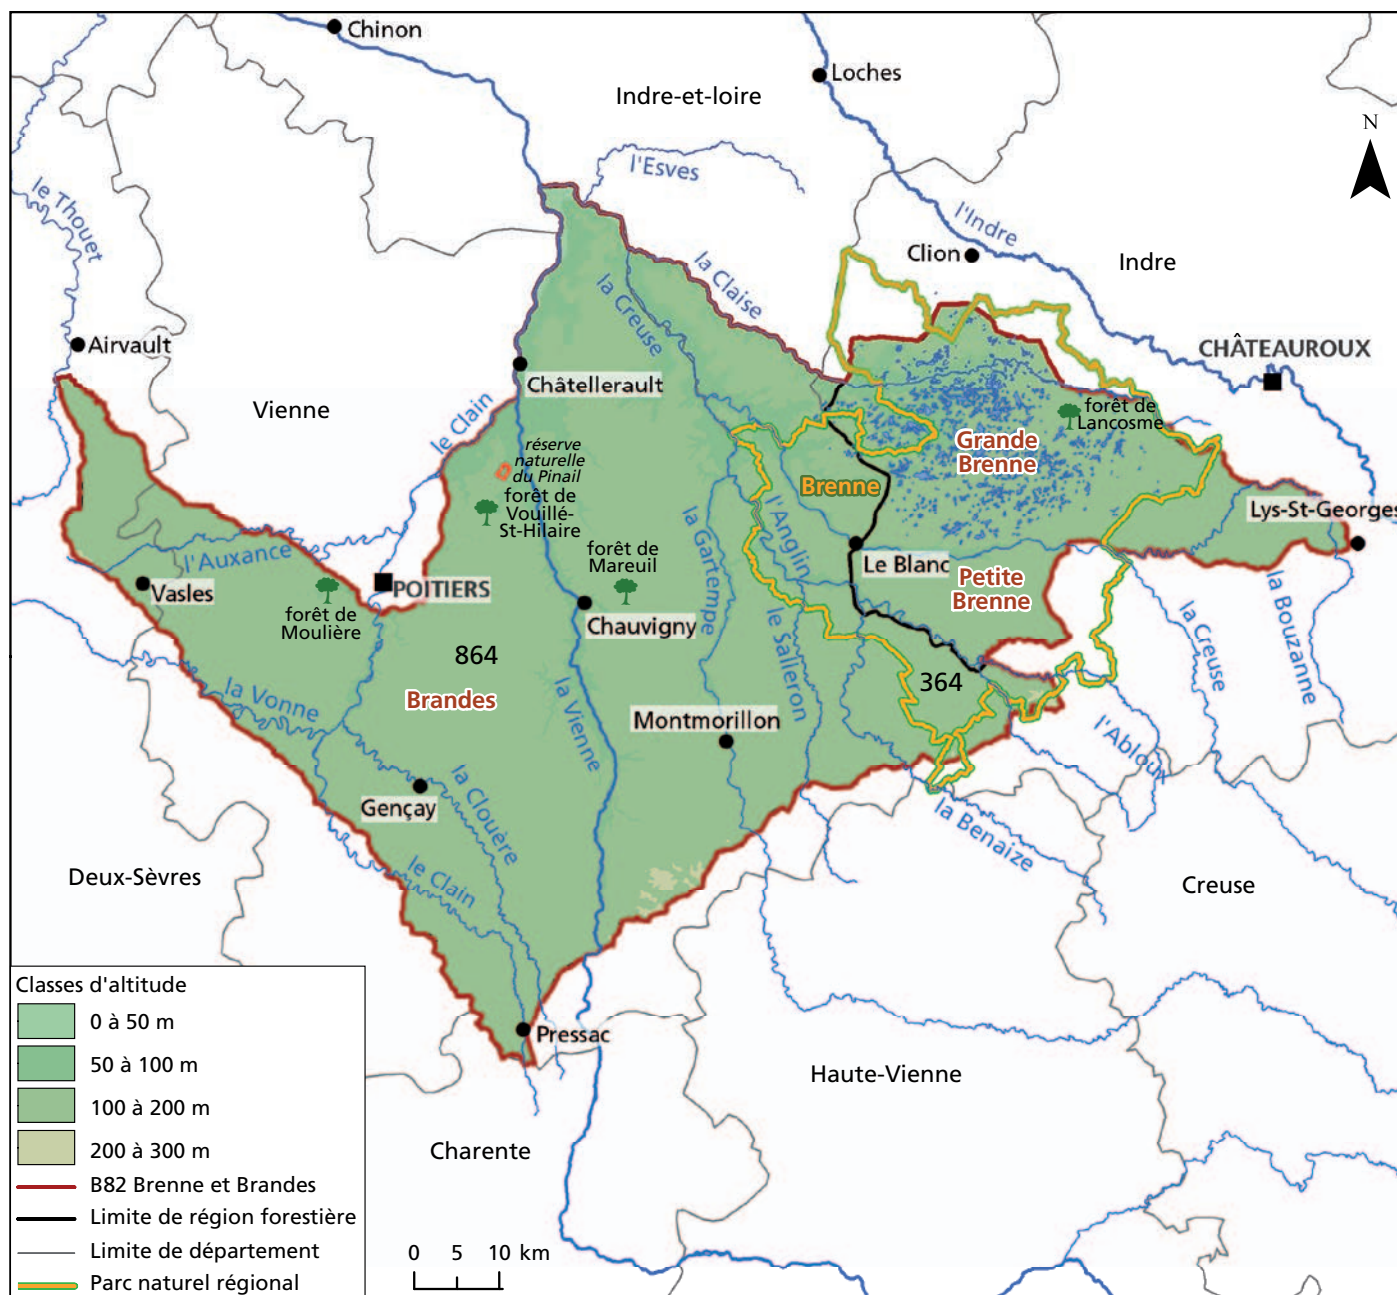 Chinon
Loches
Indre-et-loire
N
l'Esves
le Thouet
l'Indre
Clion
Indre
la Claise
la Creuse
Airvault
CHÂTEAUROUX
Châtellerault
Vienne
le Clain
forêt de
Lancosme
réserve
naturelle
du Pinail
Grande
Brenne
Brenne
forêt de
Vouillé-
St-Hilaire
l'Anglin
Lys-St-Georges
la Gartempe
l'Auxance
forêt de
Mareuil
Le Blanc
Petite
Brenne
Vasles
POITIERS
forêt de
Moulière
Chauvigny
le Salleron
la Creuse
la Bouzanne
864
364
Brandes
la Vonne
la Vienne
Montmorillon
l'Abloux
la Clouère
Gençay
la Benaize
le Clain
Deux-Sèvres
Creuse
Pressac
Haute-Vienne
Charente
Classes d'altitude
0 à 50 m
50 à 100 m
100 à 200 m
200 à 300 m
B82 Brenne et Brandes
Limite de région forestière
Limite de département
Parc naturel régional
0 5 10 km